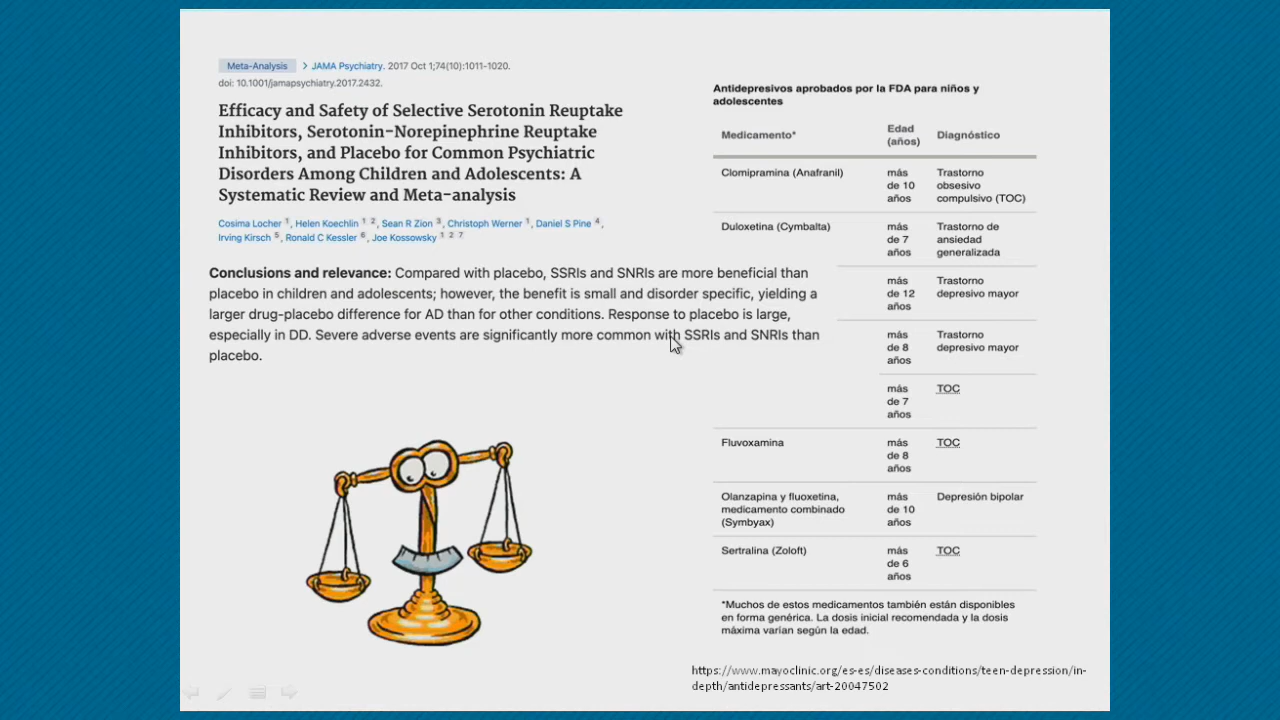 Meta-Analysis > JAMA Psychiatry. 2017 Oct 1;74(10):1011-1020.
doi: 10.1001/jamapsychiatry.2017.2432.
Efficacy and Safety of Selective Serotonin Reuptake
Inhibitors, Serotonin-Norepinephrine Reuptake
Inhibitors, and Placebo for Common Psychiatric
Disorders Among Children and Adolescents: A
Systematic Review and Meta-analysis
Cosima Locher 1, Helen Koechlin 1 2, Sean R Zion 3, Christoph Werner 1, Daniel S Pine 4,
Irving Kirsch 5, Ronald C Kessler 6, Joe Kossowsky 1 2 7
Conclusions and relevance: Compared with placebo, SSRIs and SNRIs are more beneficial than
placebo in children and adolescents; however, the benefit is small and disorder specific, yielding a
larger drug-placebo difference for AD than for other conditions. Response to placebo is large,
especially in DD. Severe adverse events are significantly more common with SSRIs and SNRIs than
placebo.
Antidepresivos aprobados por la FDA para niños y
adolescentes
Medicamento*
Edad
(años)
Diagnóstico
Clomipramina (Anafranil)
más
de 10
años
Trastorno
obsesivo
compulsivo (TOC)
Duloxetina (Cymbalta)
más
de 7
años
Trastorno de
ansiedad
generalizada
más
de 12
años
Trastorno
depresivo mayor
más
de 8
años
Trastorno
depresivo mayor
más
de 7
años
TOC
Fluvoxamina
más
de 8
años
TOC
Olanzapina y fluoxetina,
medicamento combinado
(Symbyax)
más
de 10
años
Depresión bipolar
Sertralina (Zoloft)
más
de 6
años
TOC
*Muchos de estos medicamentos también están disponibles
en forma genérica. La dosis inicial recomendada y la dosis
máxima varían según la edad.
https://www.mayoclinic.org/es-es/diseases-conditions/teen-depression/in-
depth/antidepressants/art-20047502